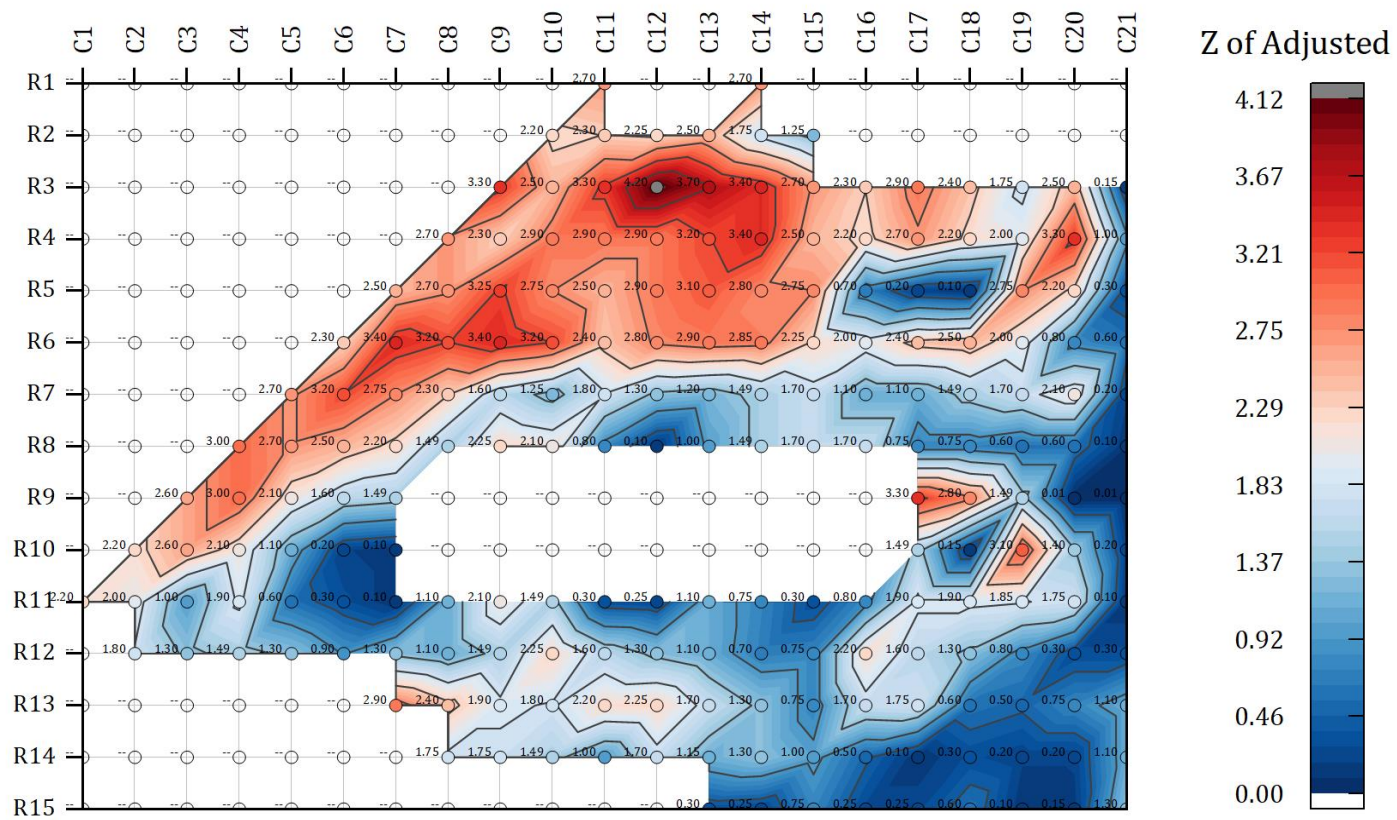 C1 C2 C3 C4 C5 C6 C7 C8 C9 C10 C11 C12 C13 C14 C15 C16 C17 C18 C19 C20 C21
R1 -- -- -- -- -- -- -- -- -- -- 2.70 -- -- 2.70 -- -- -- -- -- -- --
R2 -- -- -- -- -- -- -- -- -- 2.20 2.30 2.25 2.50 1.75 1.25 -- -- -- -- -- --
R3 -- -- -- -- -- -- -- -- 3.30 2.50 3.30 4.20 3.70 3.40 2.70 2.30 2.90 2.40 1.75 2.50 0.15
R4 -- -- -- -- -- -- -- 2.70 2.30 2.90 2.90 2.90 3.20 3.40 2.50 2.20 2.70 2.20 2.00 3.30 1.00
R5 -- -- -- -- -- -- 2.50 2.70 3.25 2.75 2.50 2.90 3.10 2.80 2.75 0.70 0.20 0.10 2.75 2.20 0.30
R6 -- -- -- -- -- 2.30 3.40 3.20 3.40 3.20 2.40 2.80 2.90 2.85 2.25 2.00 2.40 2.50 2.00 0.80 0.60
R7 -- -- -- -- 2.70 3.20 2.75 2.30 1.60 1.25 1.80 1.30 1.20 1.49 1.70 1.10 1.10 1.49 1.70 2.10 0.20
R8 -- -- -- 3.00 2.70 2.50 2.20 1.49 2.25 2.10 0.80 0.10 1.00 1.49 1.70 1.70 0.75 0.75 0.60 0.60 0.10
R9 -- -- 2.60 3.00 2.10 1.60 1.49 -- -- -- -- -- -- -- -- -- 3.30 2.80 1.49 0.01 0.01
R10 -- 2.20 2.60 2.10 1.10 0.20 0.10 -- -- -- -- -- -- -- -- -- 1.49 0.15 3.10 1.40 0.20
R11 2.20 2.00 1.00 1.90 0.60 0.30 0.10 1.10 2.10 1.49 0.30 0.25 1.10 0.75 0.30 0.80 1.90 1.90 1.85 1.75 0.10
R12 -- 1.80 1.30 1.49 1.30 0.90 1.30 1.10 1.49 2.25 1.60 1.30 1.10 0.70 0.75 2.20 1.60 1.30 0.80 0.30 0.30
R13 -- -- -- -- -- -- 2.90 2.40 1.90 1.80 2.20 2.25 1.70 1.30 0.75 1.70 1.75 0.60 0.50 0.75 1.10
R14 -- -- -- -- -- -- -- 1.75 1.75 1.49 1.00 1.70 1.15 1.30 1.00 0.50 0.10 0.30 0.20 0.20 1.10
R15 -- -- -- -- -- -- -- -- -- -- -- -- 0.30 0.25 0.75 0.25 0.25 0.60 0.10 0.15 1.30
Z of Adjusted
4.12
3.67
3.21
2.75
2.29
1.83
1.37
0.92
0.46
0.00